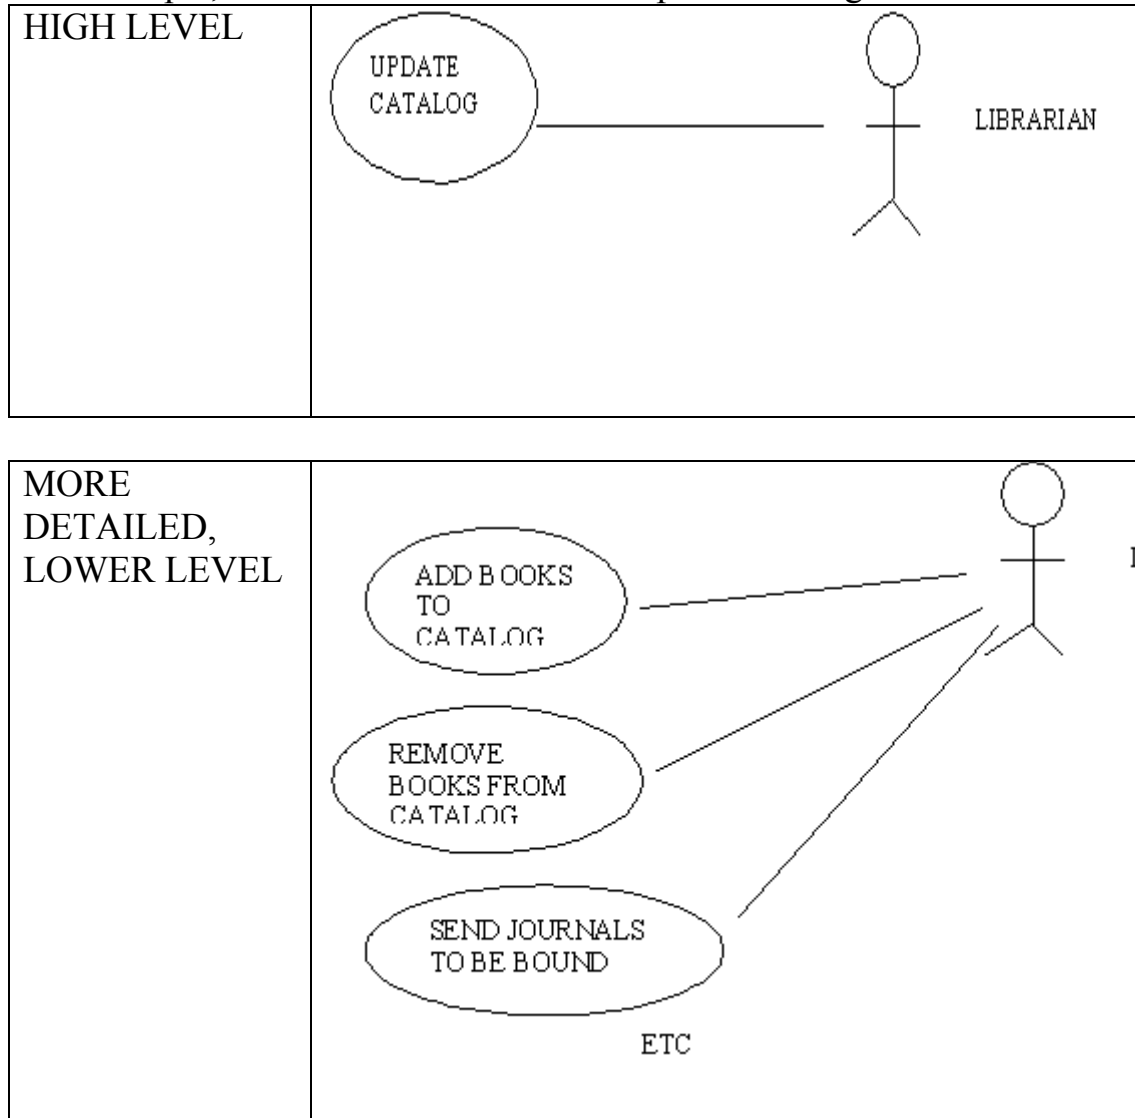 HIGH LEVEL
UPDATE
CATALOG
LIBRARIAN
MORE
DETAILED,
LOWER LEVEL
ADD BOOKS
TO
CATALOG
REMOVE
BOOKS FROM
CATALOG
SEND JOURNALS
TO BE BOUND
ETC